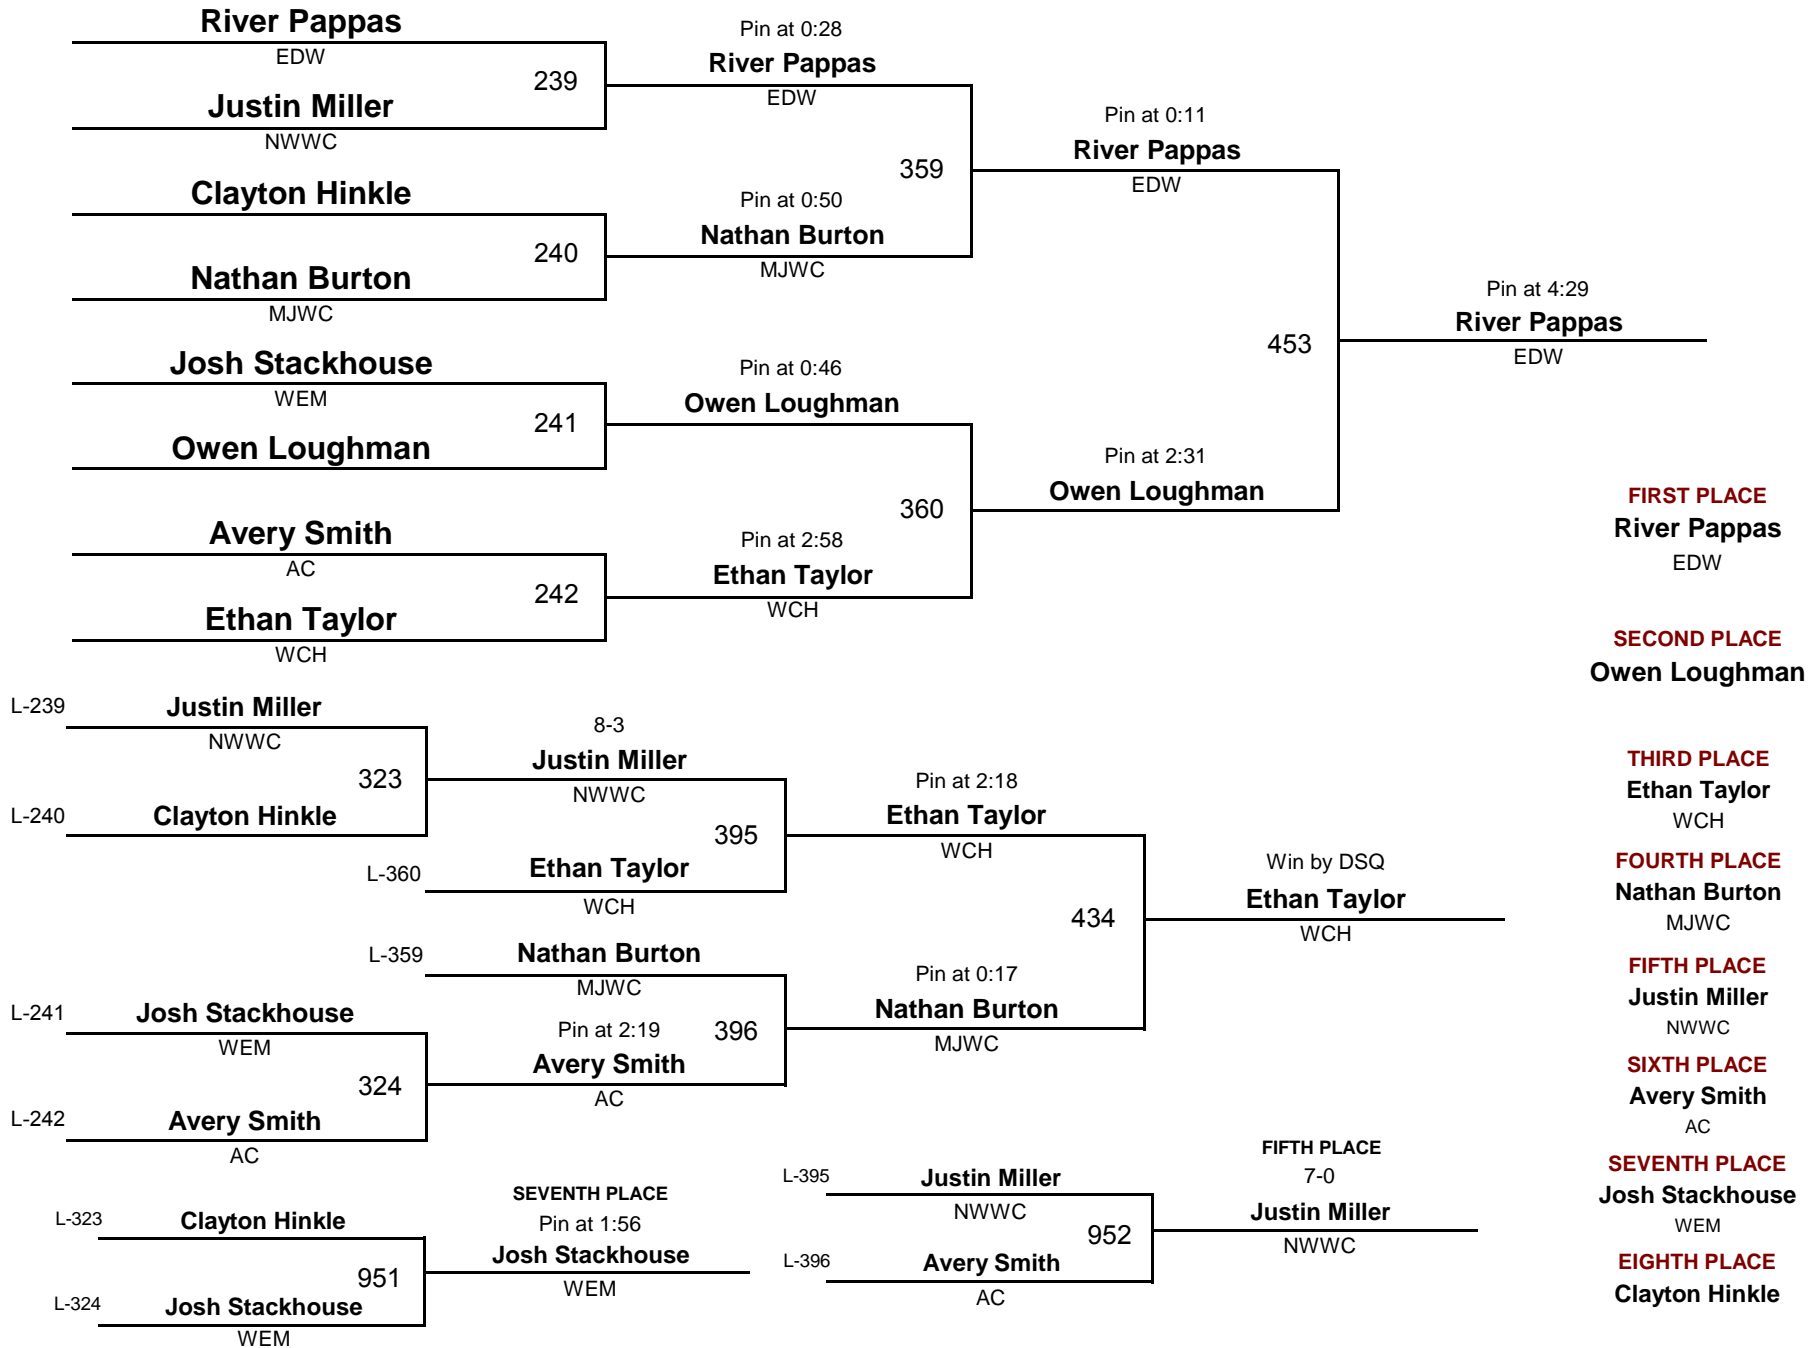 River Pappas
EDW
239
Justin Miller
NWWC
Clayton Hinkle
240
Nathan Burton
MJWC
Josh Stackhouse
WEM
241
Owen Loughman
Avery Smith
AC
242
Ethan Taylor
WCH
Pin at 0:28
River Pappas
EDW
359
Pin at 0:50
Nathan Burton
MJWC
Pin at 0:46
Owen Loughman
360
Pin at 2:58
Ethan Taylor
WCH
Pin at 0:11
River Pappas
EDW
453
Pin at 2:31
Owen Loughman
Pin at 4:29
River Pappas
EDW
L-239
Justin Miller
NWWC
323
L-240
Clayton Hinkle
8-3
Justin Miller
NWWC
395
L-360
Ethan Taylor
WCH
L-359
Nathan Burton
MJWC
396
L-241
Josh Stackhouse
WEM
324
L-242
Avery Smith
AC
Pin at 2:19
Avery Smith
AC
Pin at 2:18
Ethan Taylor
WCH
434
Pin at 0:17
Nathan Burton
MJWC
Win by DSQ
Ethan Taylor
WCH
L-323
Clayton Hinkle
951
L-324
Josh Stackhouse
WEM
SEVENTH PLACE
Pin at 1:56
Josh Stackhouse
WEM
L-395
Justin Miller
NWWC
952
L-396
Avery Smith
AC
FIFTH PLACE
7-0
Justin Miller
NWWC
FIRST PLACE
River Pappas
EDW
SECOND PLACE
Owen Loughman
THIRD PLACE
Ethan Taylor
WCH
FOURTH PLACE
Nathan Burton
MJWC
FIFTH PLACE
Justin Miller
NWWC
SIXTH PLACE
Avery Smith
AC
SEVENTH PLACE
Josh Stackhouse
WEM
EIGHTH PLACE
Clayton Hinkle